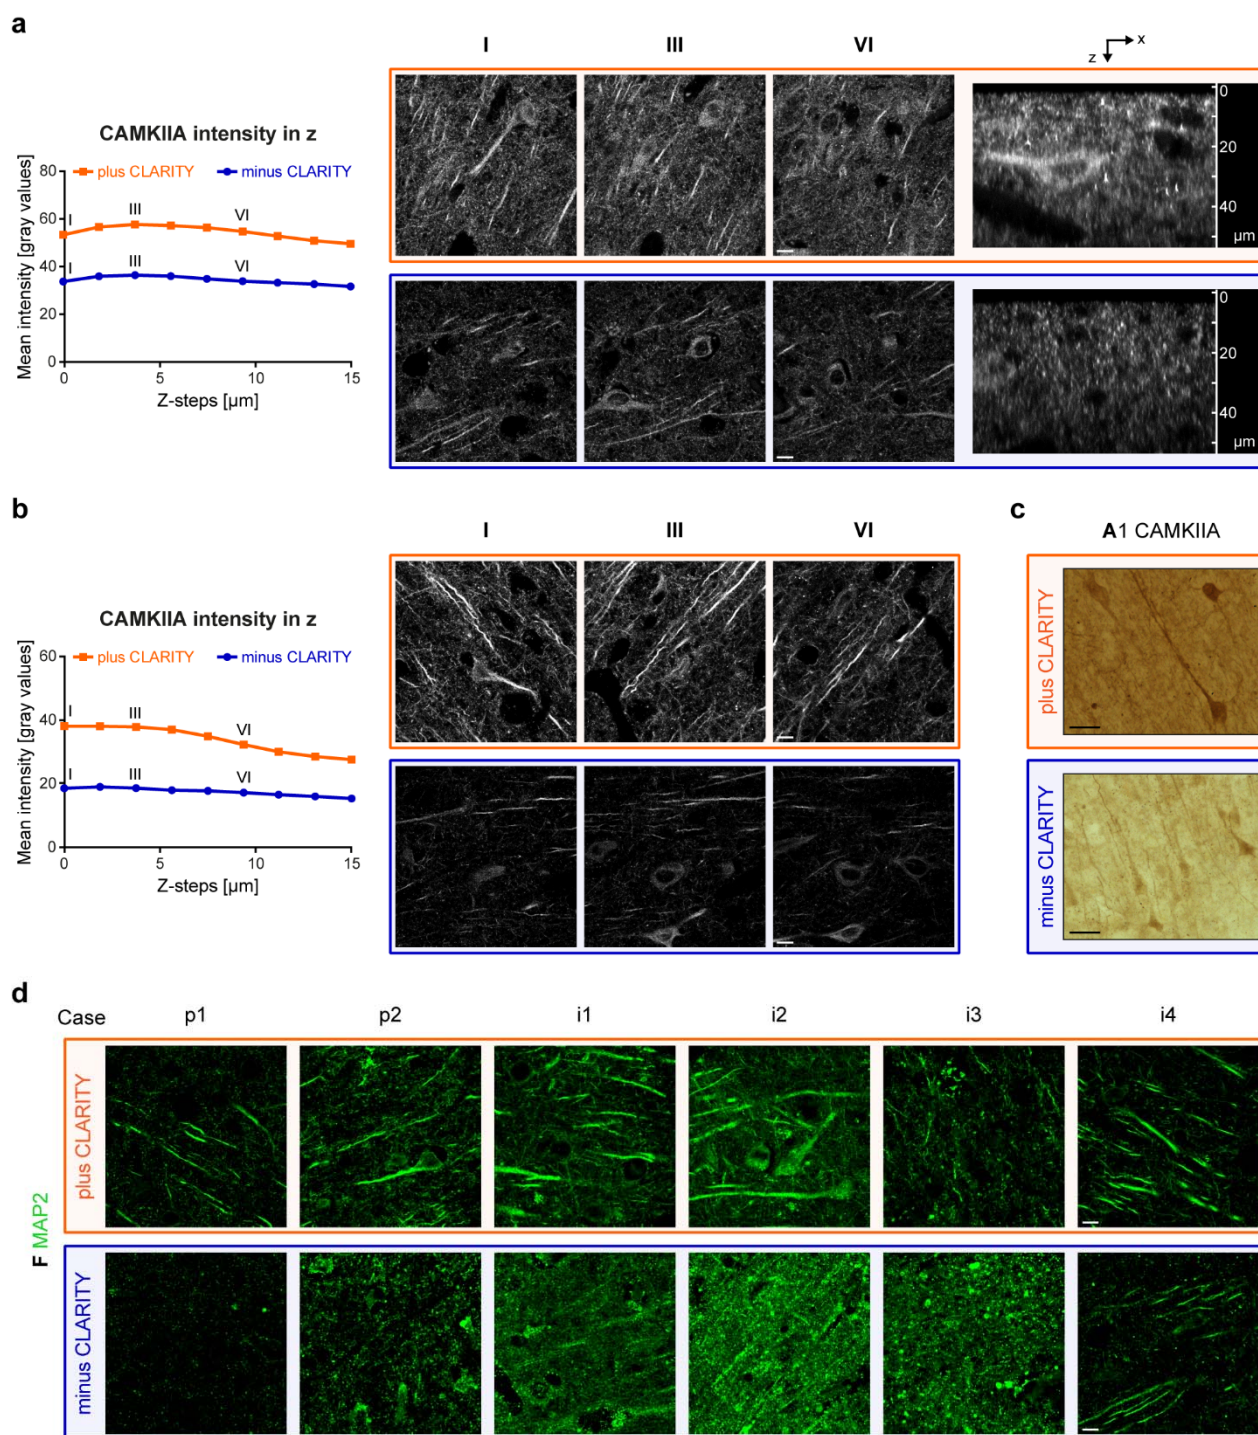 a
I III VI
x
z
CAMKIIA intensity in z
plus CLARITY minus CLARITY
Mean intensity [gray values]
80
60
40
20
0
I III VI
I III VI
0 5 10 15
Z-steps [µm]
0
20
40
µm
0
20
40
µm
b
I III VI
CAMKIIA intensity in z
plus CLARITY minus CLARITY
Mean intensity [gray values]
60
40
20
0
I III VI
I III VI
0 5 10 15
Z-steps [µm]
c
A1 CAMKIIA
plus CLARITY
minus CLARITY
d
Case p1 p2 i1 i2 i3 i4
F MAP2
plus CLARITY
minus CLARITY